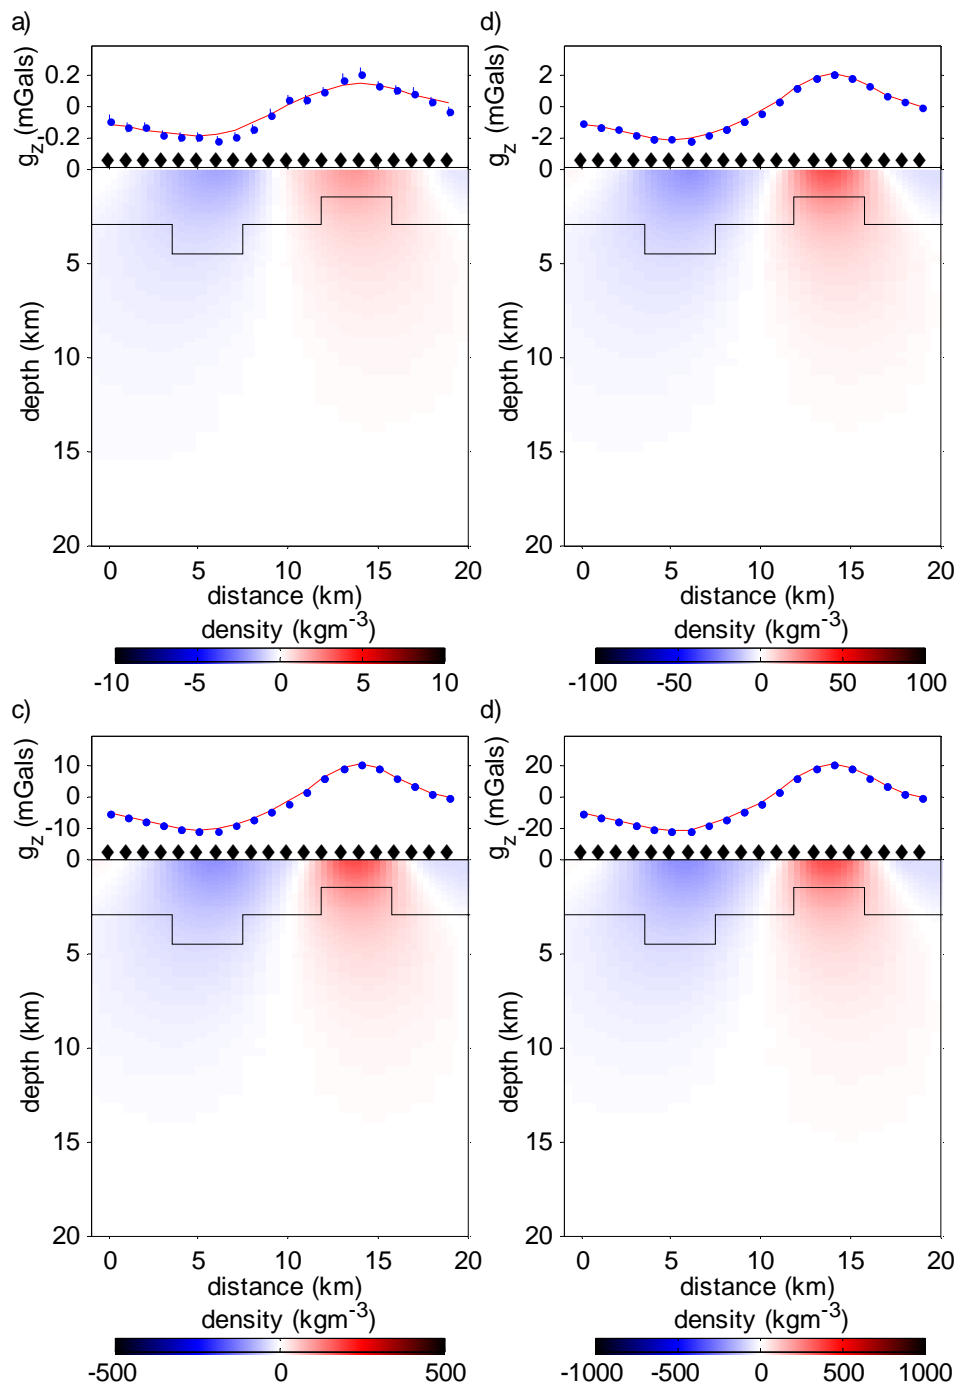 a)
g_z (mGals)
0.2
0
-0.2
0
5
10
15
20
depth (km)
0 5 10 15 20
distance (km)
density (kgm^-3)
-10 -5 0 5 10
d)
g_z (mGals)
2
0
-2
0
5
10
15
20
depth (km)
0 5 10 15 20
distance (km)
density (kgm^-3)
-100 -50 0 50 100
c)
g_z (mGals)
10
0
-10
0
5
10
15
20
depth (km)
0 5 10 15 20
distance (km)
density (kgm^-3)
-500 0 500
d)
g_z (mGals)
20
0
-20
0
5
10
15
20
depth (km)
0 5 10 15 20
distance (km)
density (kgm^-3)
-1000 -500 0 500 1000